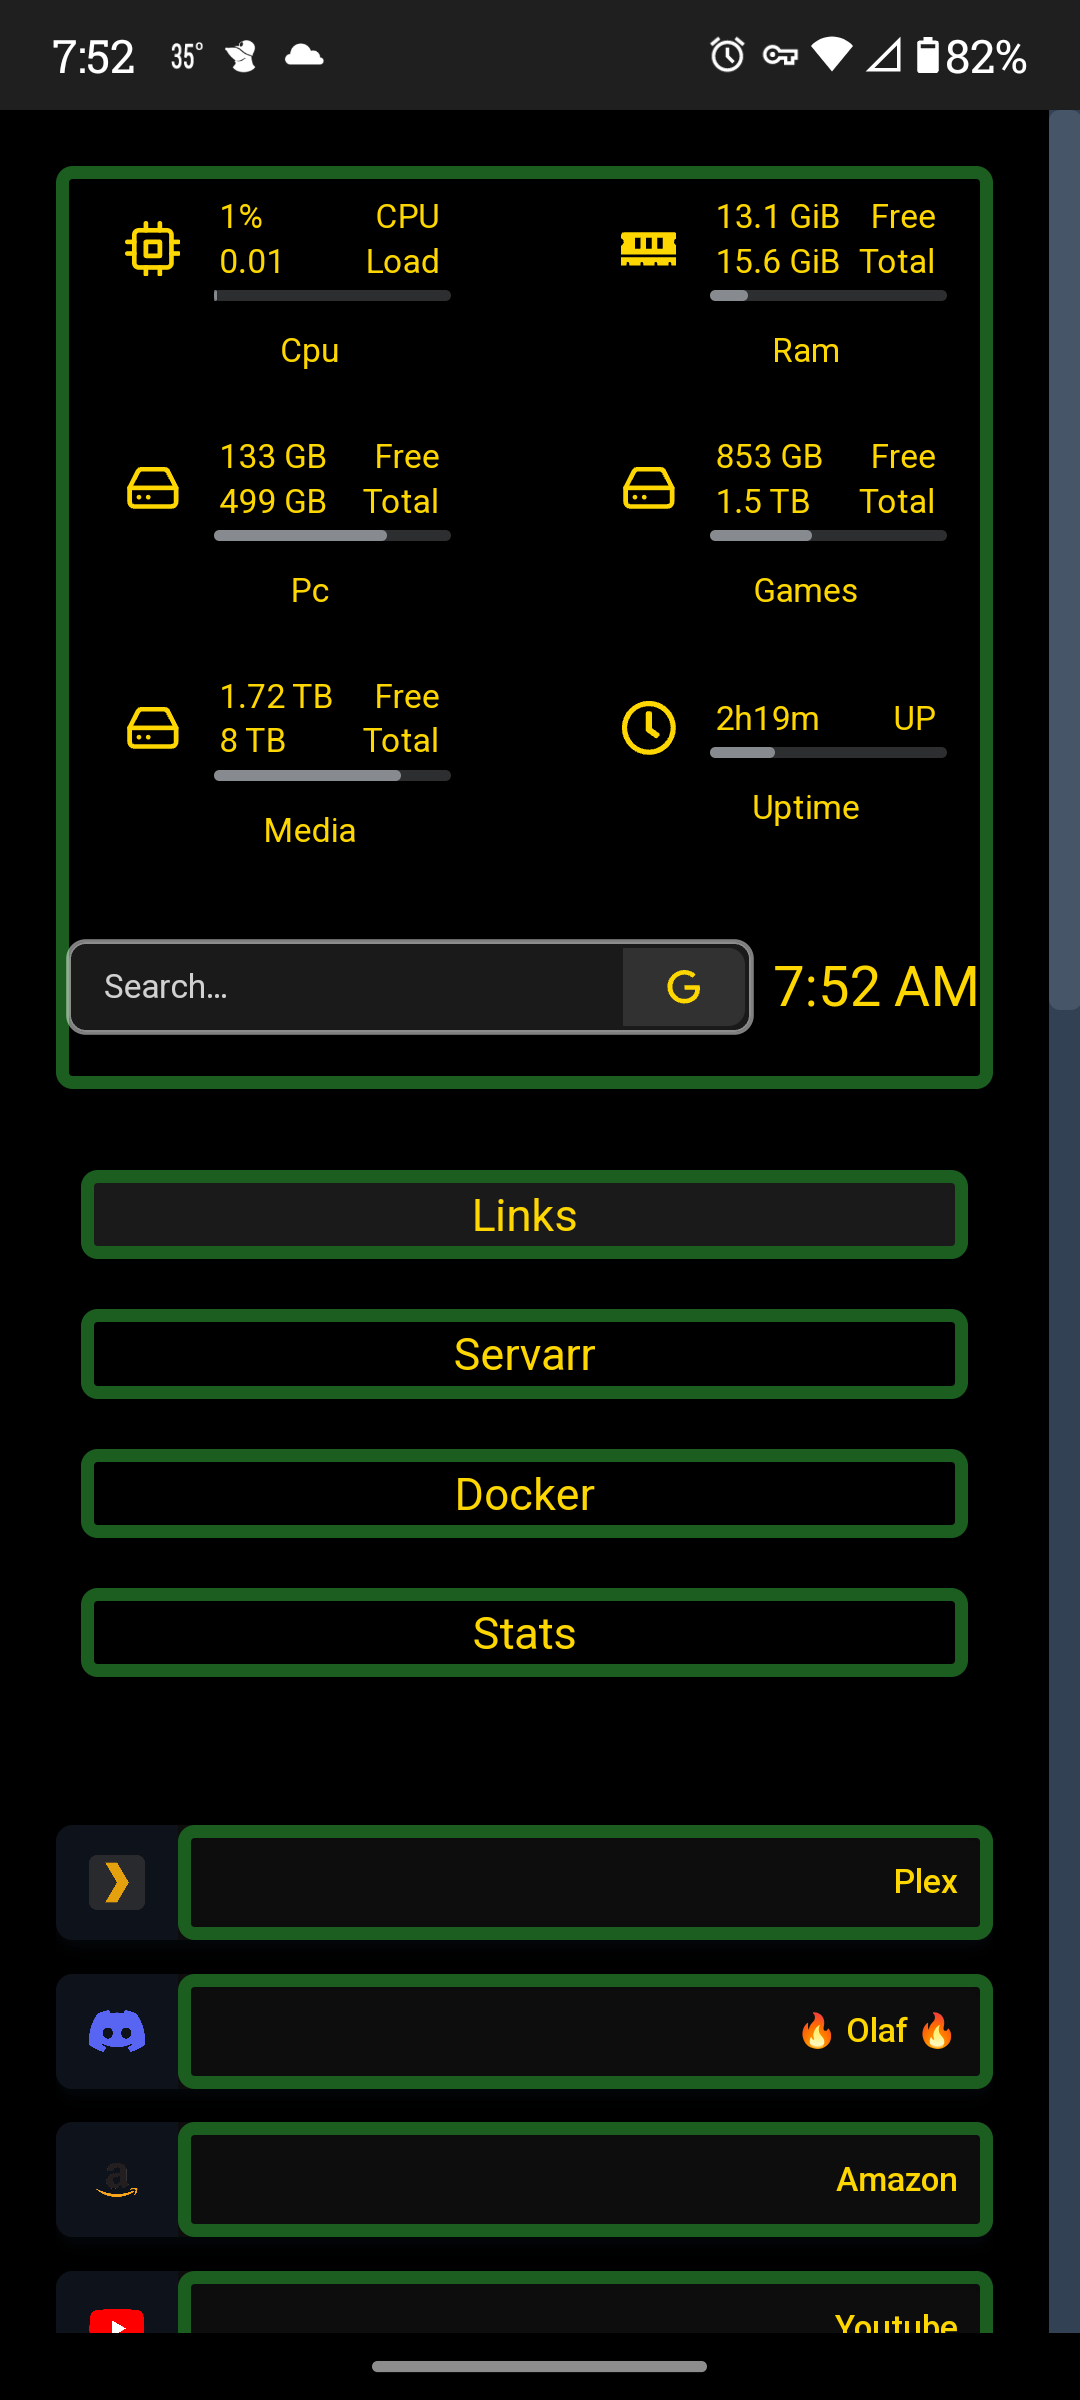 7:52 35° 82%
1% CPU
0.01 Load
Cpu
13.1 GiB Free
15.6 GiB Total
Ram
133 GB Free
499 GB Total
Pc
853 GB Free
1.5 TB Total
Games
1.72 TB Free
8 TB Total
Media
2h19m UP
Uptime
Search... G 7:52 AM
Links
Servarr
Docker
Stats
Plex
🔥 Olaf 🔥
a Amazon
Youtube